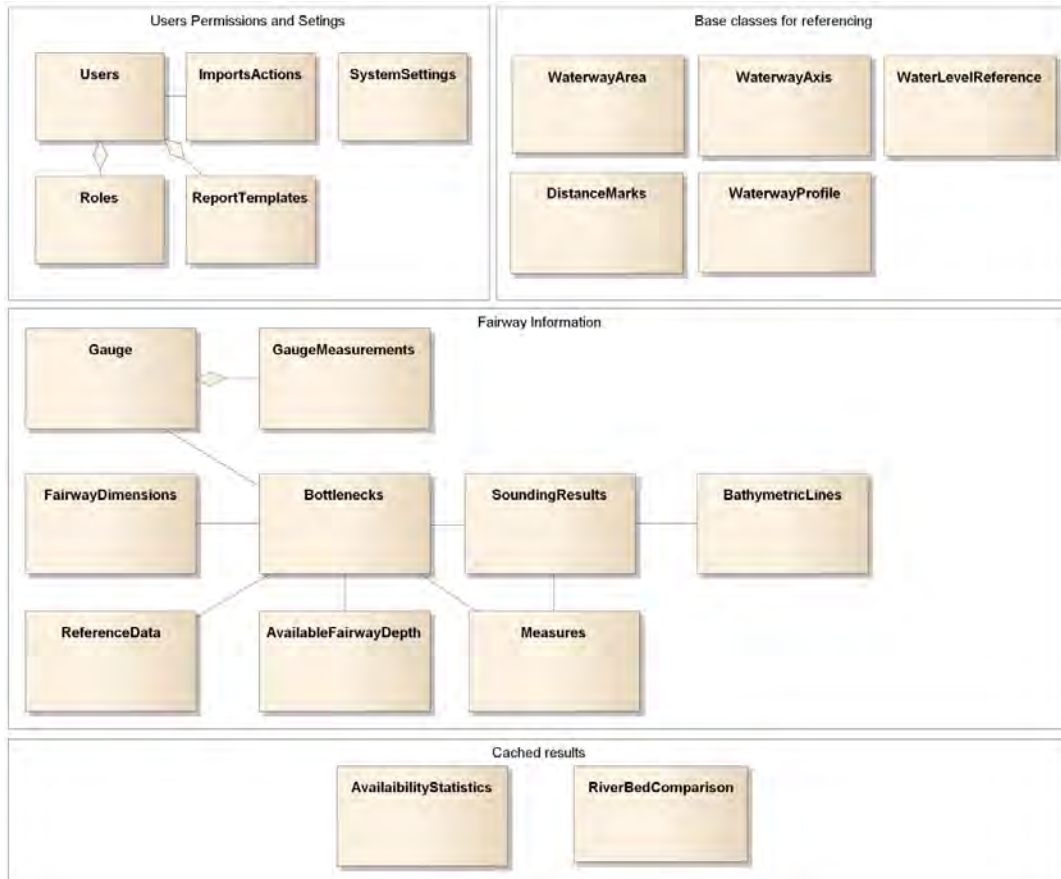 Users Permissions and Setings
Users
ImportsActions
SystemSettings
Roles
ReportTemplates
Base classes for referencing
WaterwayArea
WaterwayAxis
WaterLevelReference
DistanceMarks
WaterwayProfile
Fairway Information
Gauge
GaugeMeasurements
FairwayDimensions
Bottlenecks
SoundingResults
BathymetricLines
ReferenceData
AvailableFairwayDepth
Measures
Cached results
AvailaibilityStatistics
RiverBedComparison